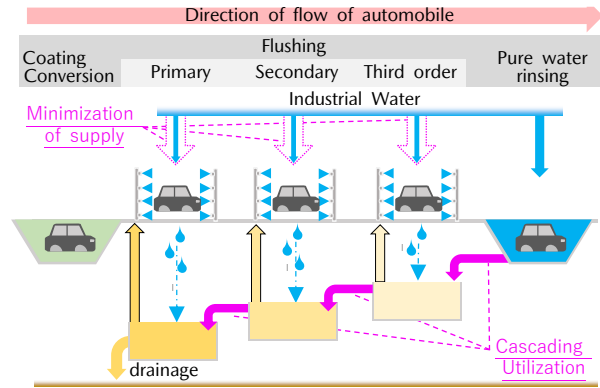 Direction of flow of automobile
Coating
Conversion
Flushing
Primary
Secondary
Third order
Pure water
rinsing
Industrial Water
Minimization
of supply
Cascading
Utilization
drainage